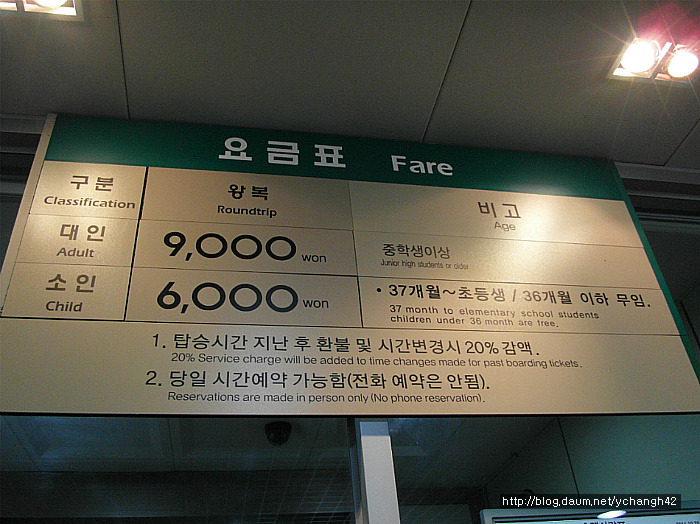 요금표 Fare
구분 왕복 비고
Classification Roundtrip Age
대인 9,000 won 중학생이상
Adult Junior high students or older
소인 6,000 won • 37개월~초등생 / 36개월 이하 무임.
Child 37 month to elementary school students
children under 36 month are free.
1. 탑승시간 지난 후 환불 및 시간변경시 20% 감액.
20% Service charge will be added to time changes made for past boarding tickets.
2. 당일 시간예약 가능함(전화 예약은 안됨).
Reservations are made in person only (No phone reservation).
http://blog.daum.net/ychangh42